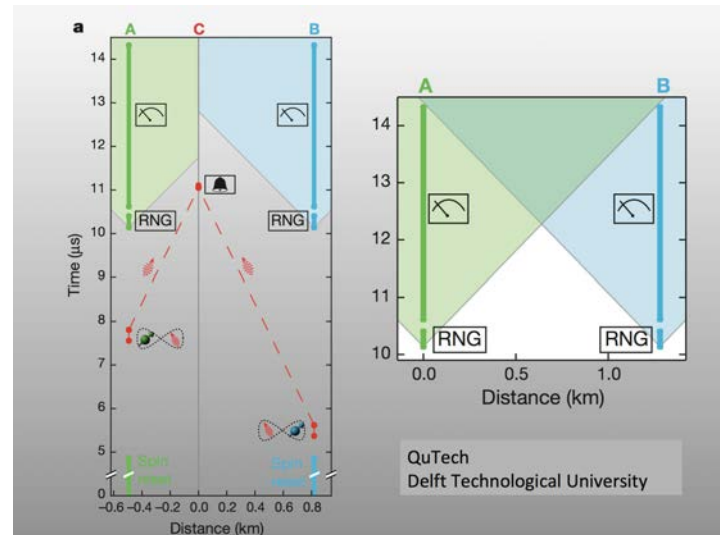 a
A
C
B
14
13
12
11
10
9
8
7
6
5
0
Time (μs)
RNG
RNG
Spin
reset
Spin
reset
–0.6 –0.4 –0.2 0.0 0.2 0.4 0.6 0.8
Distance (km)
A
B
14
13
12
11
10
RNG
RNG
0.0 0.5 1.0
Distance (km)
QuTech
Delft Technological University